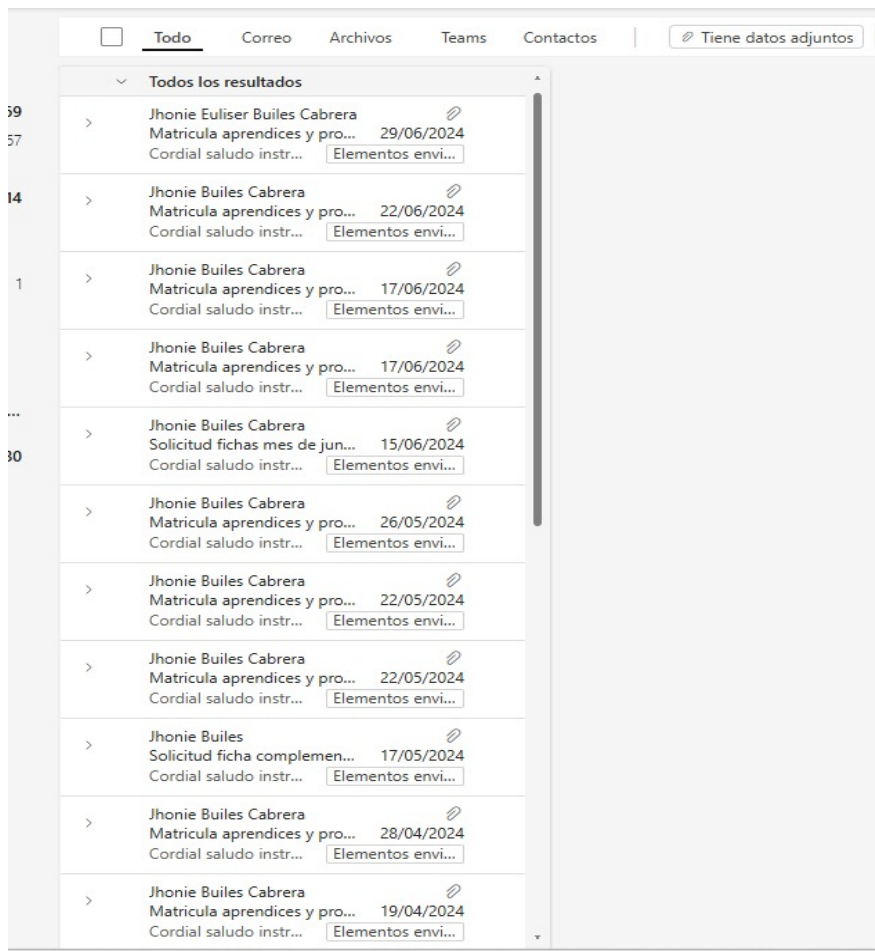 Todo Correo Archivos Teams Contactos Tiene datos adjuntos
Todos los resultados
59
57
14
1
...
30
Jhonie Euliser Builes Cabrera
Matricula aprendices y pro... 29/06/2024
Cordial saludo instr... Elementos envi...
Jhonie Builes Cabrera
Matricula aprendices y pro... 22/06/2024
Cordial saludo instr... Elementos envi...
Jhonie Builes Cabrera
Matricula aprendices y pro... 17/06/2024
Cordial saludo instr... Elementos envi...
Jhonie Builes Cabrera
Matricula aprendices y pro... 17/06/2024
Cordial saludo instr... Elementos envi...
Jhonie Builes Cabrera
Solicitud fichas mes de jun... 15/06/2024
Cordial saludo instr... Elementos envi...
Jhonie Builes Cabrera
Matricula aprendices y pro... 26/05/2024
Cordial saludo instr... Elementos envi...
Jhonie Builes Cabrera
Matricula aprendices y pro... 22/05/2024
Cordial saludo instr... Elementos envi...
Jhonie Builes Cabrera
Matricula aprendices y pro... 22/05/2024
Cordial saludo instr... Elementos envi...
Jhonie Builes
Solicitud ficha complemen... 17/05/2024
Cordial saludo instr... Elementos envi...
Jhonie Builes Cabrera
Matricula aprendices y pro... 28/04/2024
Cordial saludo instr... Elementos envi...
Jhonie Builes Cabrera
Matricula aprendices y pro... 19/04/2024
Cordial saludo instr... Elementos envi...